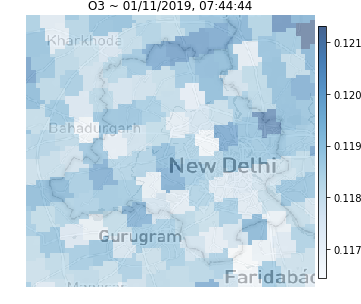 O3 ~ 01/11/2019, 07:44:44
Kharkhoda
0.121
0.120
Bahadurgarh
0.119
New Delhi
0.118
Gurugram
0.117
Faridabad